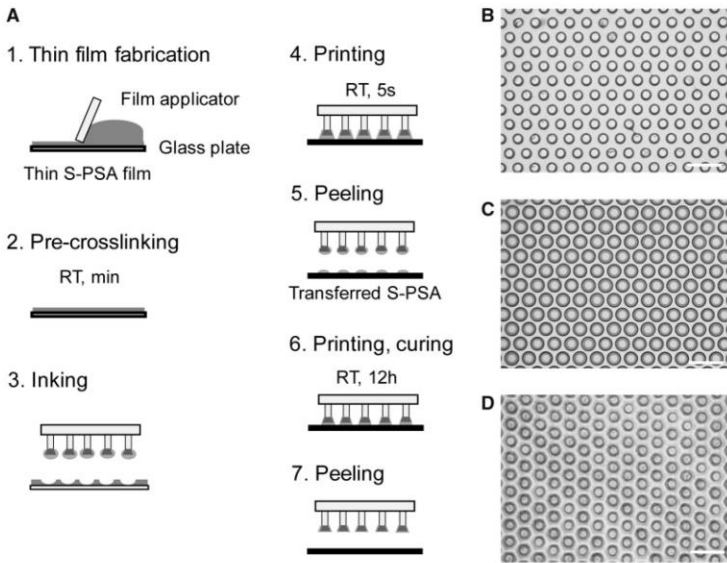 A
1. Thin film fabrication
Film applicator
Glass plate
Thin S-PSA film
2. Pre-crosslinking
RT, min
3. Inking
4. Printing
RT, 5s
5. Peeling
Transferred S-PSA
6. Printing, curing
RT, 12h
7. Peeling
B
C
D